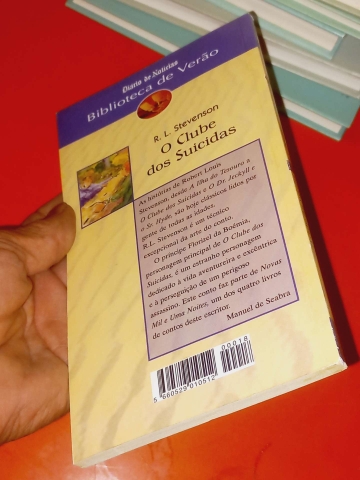 Diario de Notícias
Biblioteca de Verão
R. L. Stevenson
O Clube
dos Suicidas
As histórias de Robert Louis
Stevenson, desde A Ilha do Tesouro a
O Clube dos Suicidas e O Dr. Jeckyll e
o Sr. Hyde, são hoje clássicos lidos por
gente de todas as idades.
R.L. Stevenson é um técnico
excepcional da arte do conto.
O príncipe Florizel da Boémia,
personagem principal de O Clube dos
Suicidas, é um estranho personagem
dedicado à vida aventureira e excêntrica
e à perseguição de um perigoso
assassino. Este conto faz parte de Novas
Mil e Uma Noites, um dos quatro livros
de contos deste escritor.
Manuel de Seabra
00018
5 660529 010512